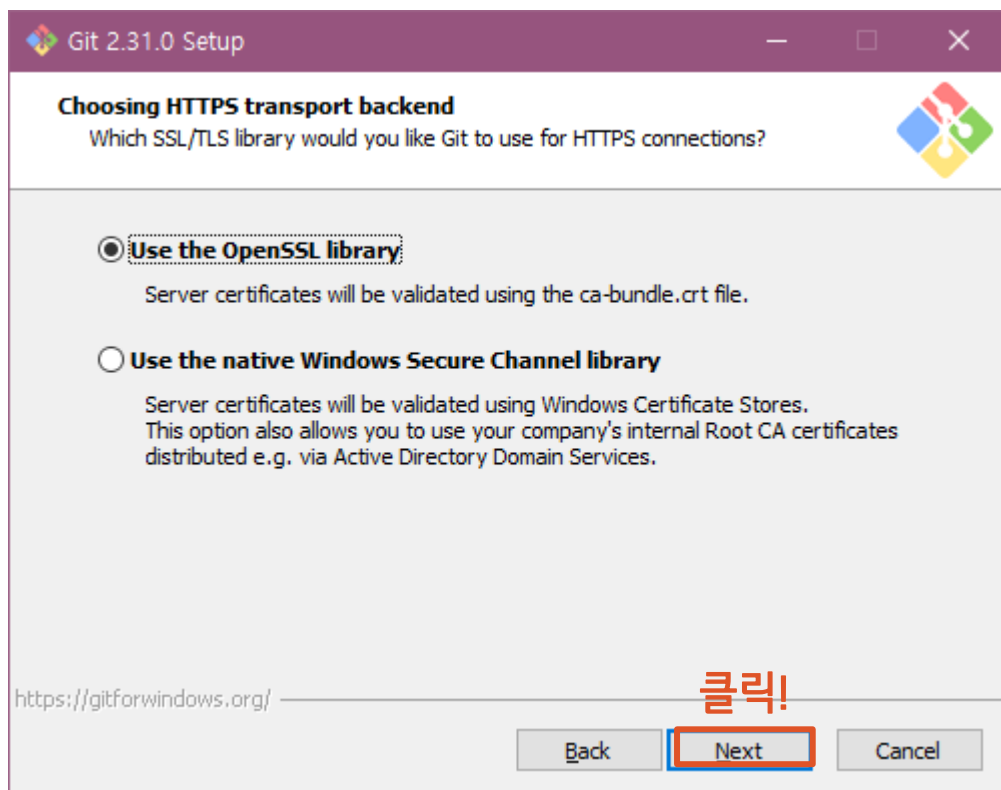 Git 2.31.0 Setup
Choosing HTTPS transport backend
Which SSL/TLS library would you like Git to use for HTTPS connections?
Use the OpenSSL library
Server certificates will be validated using the ca-bundle.crt file.
Use the native Windows Secure Channel library
Server certificates will be validated using Windows Certificate Stores.
This option also allows you to use your company's internal Root CA certificates
distributed e.g. via Active Directory Domain Services.
https://gitforwindows.org/
클릭!
Back Next Cancel